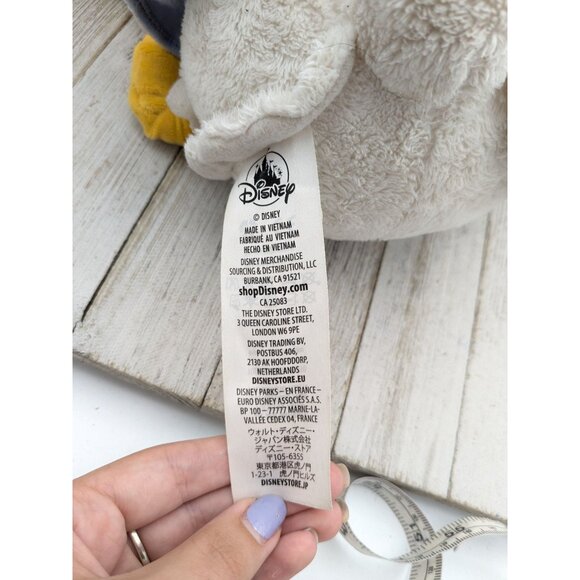 Disney
© DISNEY
MADE IN VIETNAM
FABRIQUÉ AU VIETNAM
HECHO EN VIETNAM
DISNEY MERCHANDISE
SOURCING & DISTRIBUTION, LLC
BURBANK, CA 91521
shopDisney.com
CA 25083
THE DISNEY STORE LTD.
3 QUEEN CAROLINE STREET,
LONDON W6 9PE
DISNEY TRADING BV,
POSTBUS 406,
2130 AK HOOFDDORP,
NETHERLANDS
DISNEYSTORE.EU
DISNEY PARKS – EN FRANCE–
EURO DISNEY ASSOCIÉS S.A.S.
BP 100 – 77777 MARNE-LA-
VALLÉE CEDEX 04, FRANCE
ウォルト・ディズニー・
ジャパン株式会社
ディズニー・ストア
〒105-6355
東京都港区虎ノ門
1-23-1 虎ノ門ヒルズ
DISNEYSTORE.JP